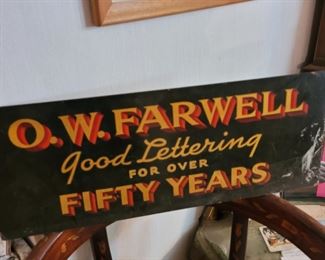 O.W. FARWELL
Good Lettering
FOR OVER
FIFTY YEARS